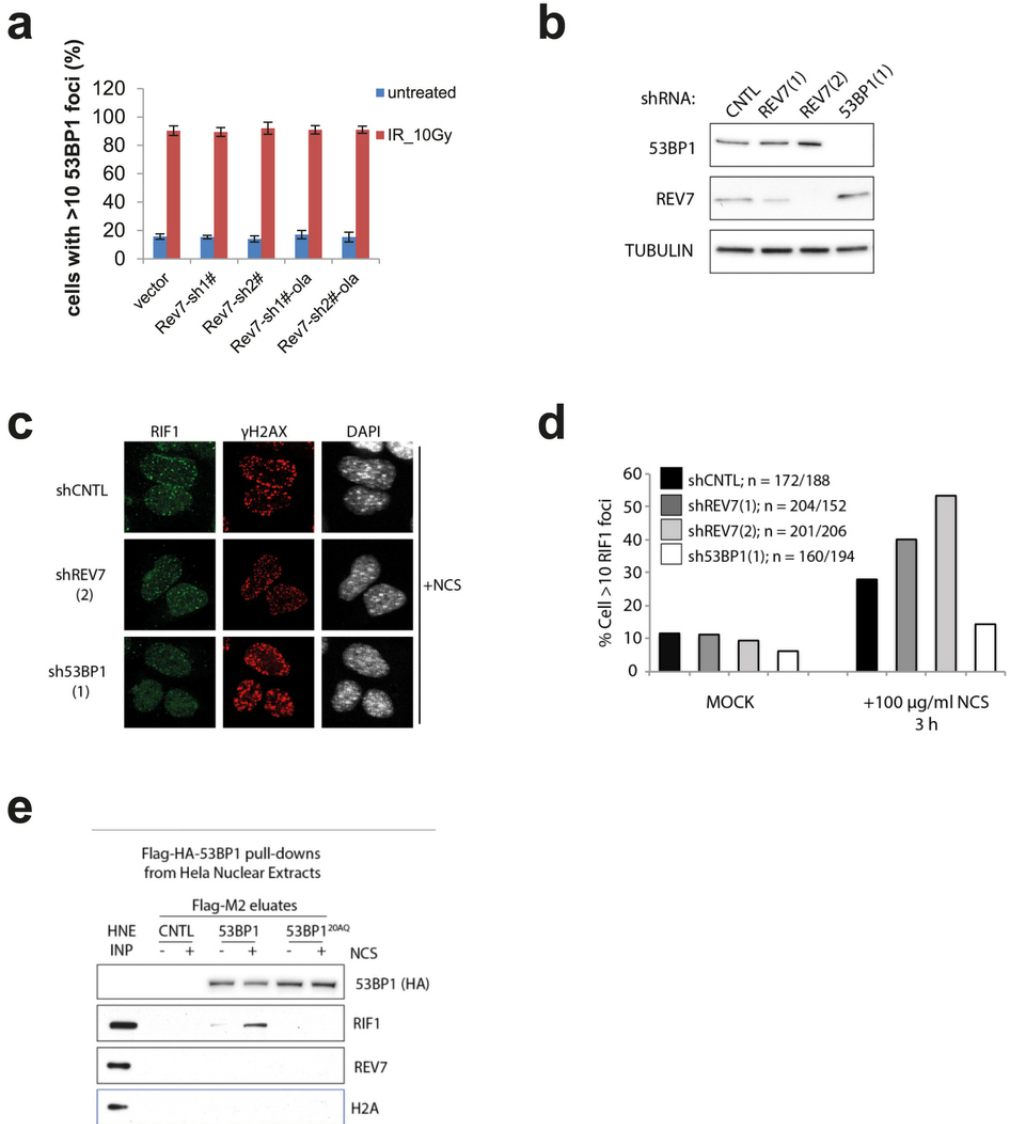 a
cells with >10 53BP1 foci (%)
120
100
80
60
40
20
0
untreated
IR_10Gy
vector
Rev7-sh1#
Rev7-sh2#
Rev7-sh1#-ola
Rev7-sh2#-ola
b
shRNA:
CNTL
REV7(1)
REV7(2)
53BP1(1)
53BP1
REV7
TUBULIN
c
RIF1 γH2AX DAPI
shCNTL
shREV7
(2)
sh53BP1
(1)
+NCS
d
% Cell > 10 RIF1 foci
60
50
40
30
20
10
0
shCNTL; n = 172/188
shREV7(1); n = 204/152
shREV7(2); n = 201/206
sh53BP1(1); n = 160/194
MOCK
+100 µg/ml NCS
3 h
e
Flag-HA-53BP1 pull-downs
from Hela Nuclear Extracts
Flag-M2 eluates
HNE CNTL 53BP1 53BP1²⁰ᴬQ
INP - + - + - + NCS
53BP1 (HA)
RIF1
REV7
H2A